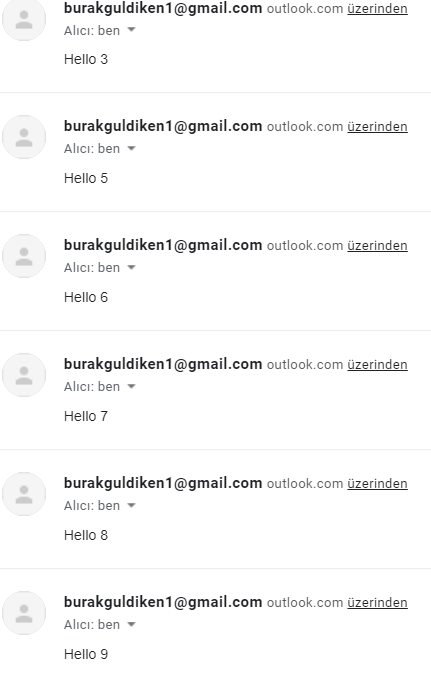 burakguldiken1@gmail.com outlook.com üzerinden
Alıcı: ben
Hello 3
burakguldiken1@gmail.com outlook.com üzerinden
Alıcı: ben
Hello 5
burakguldiken1@gmail.com outlook.com üzerinden
Alıcı: ben
Hello 6
burakguldiken1@gmail.com outlook.com üzerinden
Alıcı: ben
Hello 7
burakguldiken1@gmail.com outlook.com üzerinden
Alıcı: ben
Hello 8
burakguldiken1@gmail.com outlook.com üzerinden
Alıcı: ben
Hello 9